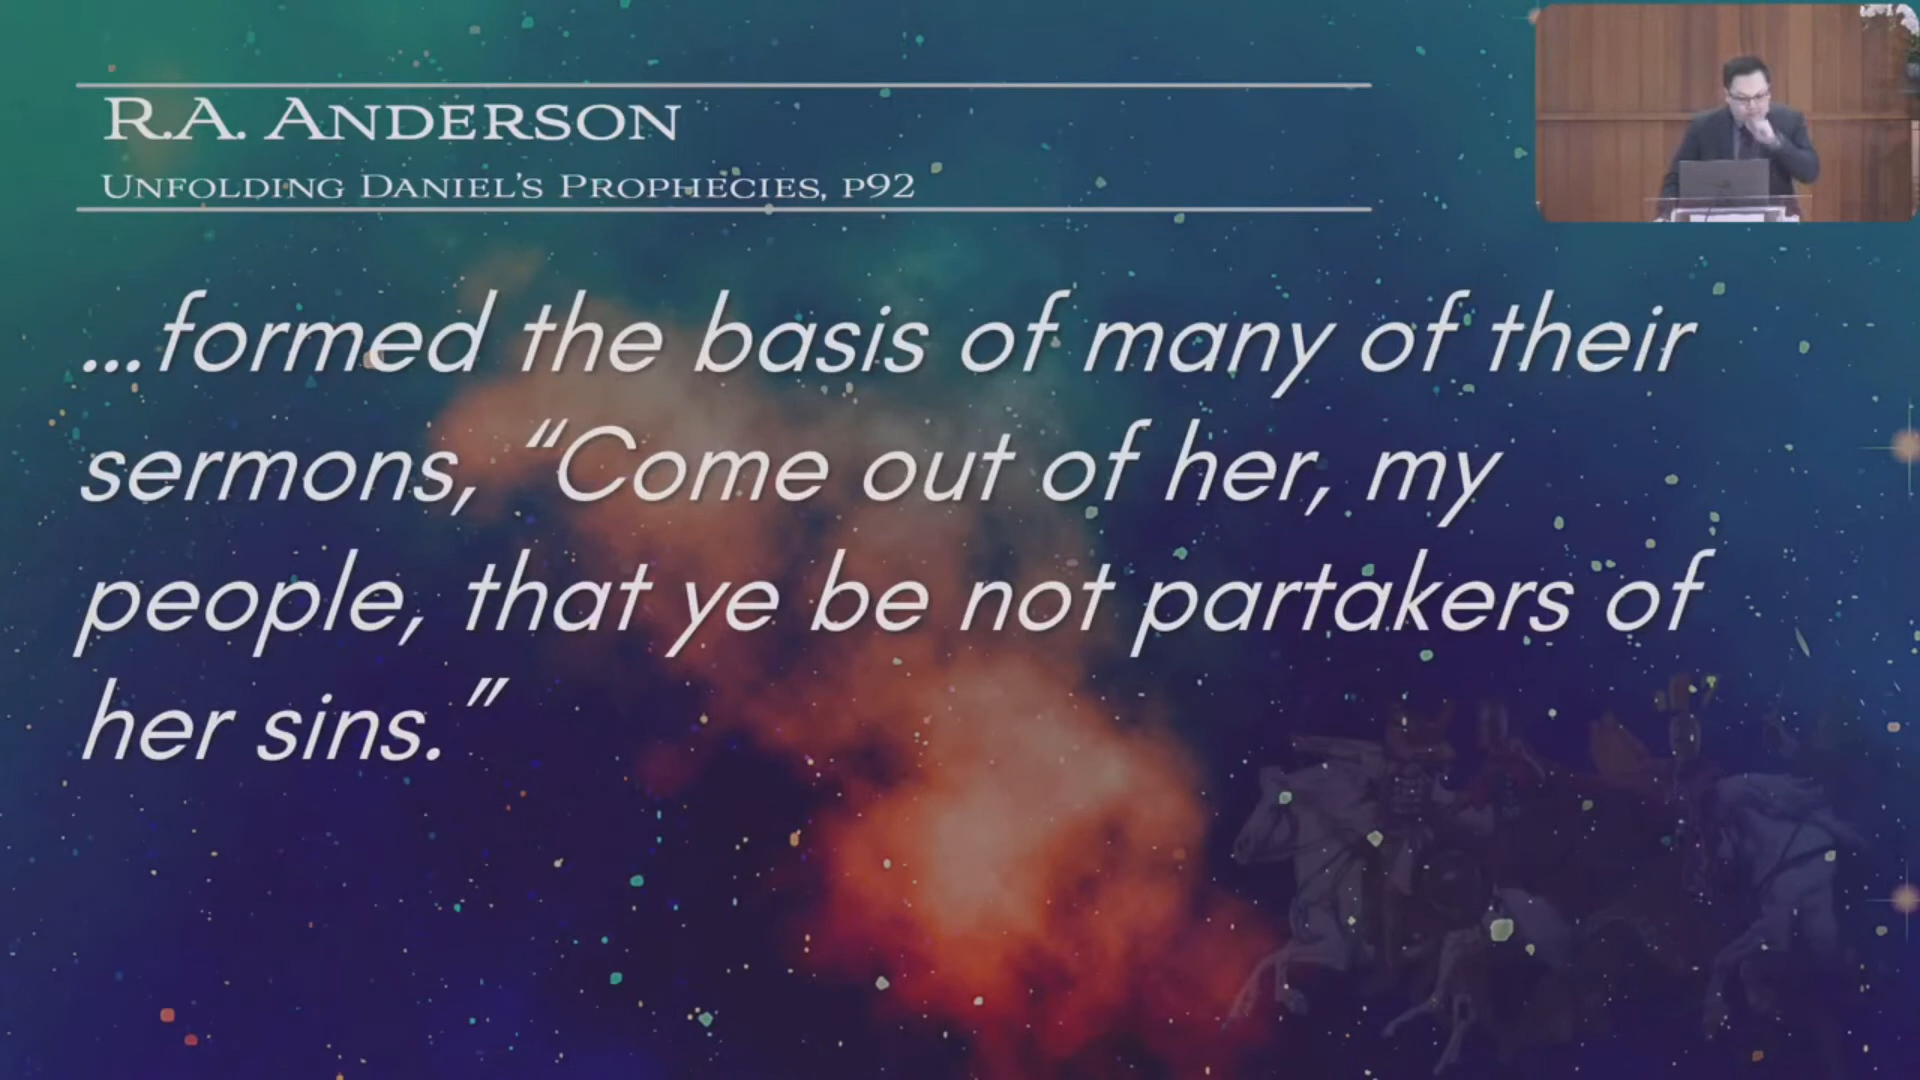 R.A. Anderson
Unfolding Daniel's Prophecies, p92
...formed the basis of many of their
sermons, “Come out of her, my
people, that ye be not partakers of
her sins.”